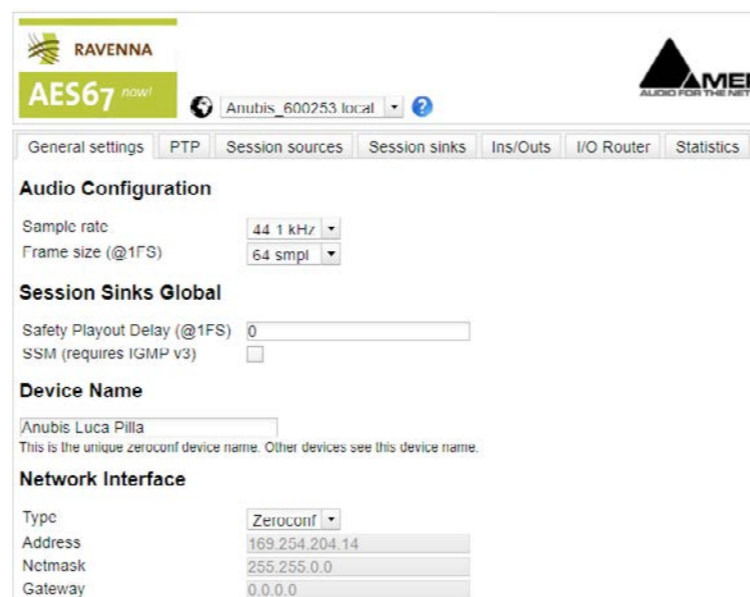 RAVENNA
AES67 now!
Anubis_600253 local
General settings PTP Session sources Session sinks Ins/Outs I/O Router Statistics
Audio Configuration
Sample rate 44 1 kHz
Frame size (@1FS) 64 smpl
Session Sinks Global
Safety Playout Delay (@1FS) 0
SSM (requires IGMP v3)
Device Name
Anubis Luca Pilla
This is the unique zeroconf device name. Other devices see this device name.
Network Interface
Type Zeroconf
Address 169.254.204.14
Netmask 255.255.0.0
Gateway 0.0.0.0